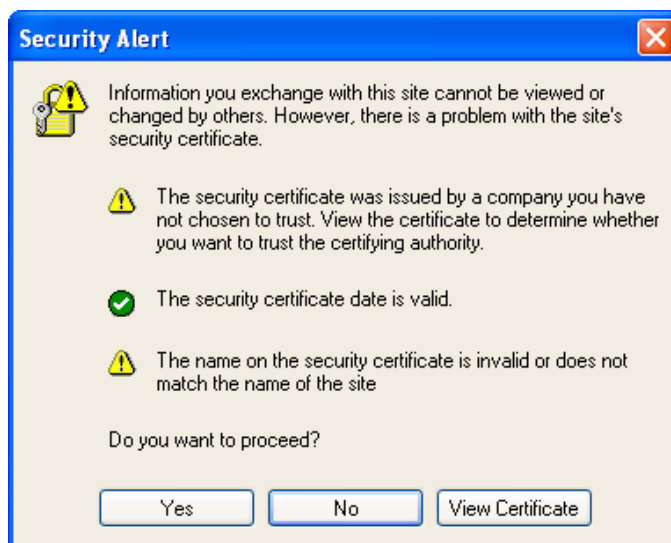 Security Alert
Information you exchange with this site cannot be viewed or
changed by others. However, there is a problem with the site's
security certificate.
The security certificate was issued by a company you have
not chosen to trust. View the certificate to determine whether
you want to trust the certifying authority.
The security certificate date is valid.
The name on the security certificate is invalid or does not
match the name of the site
Do you want to proceed?
Yes
No
View Certificate